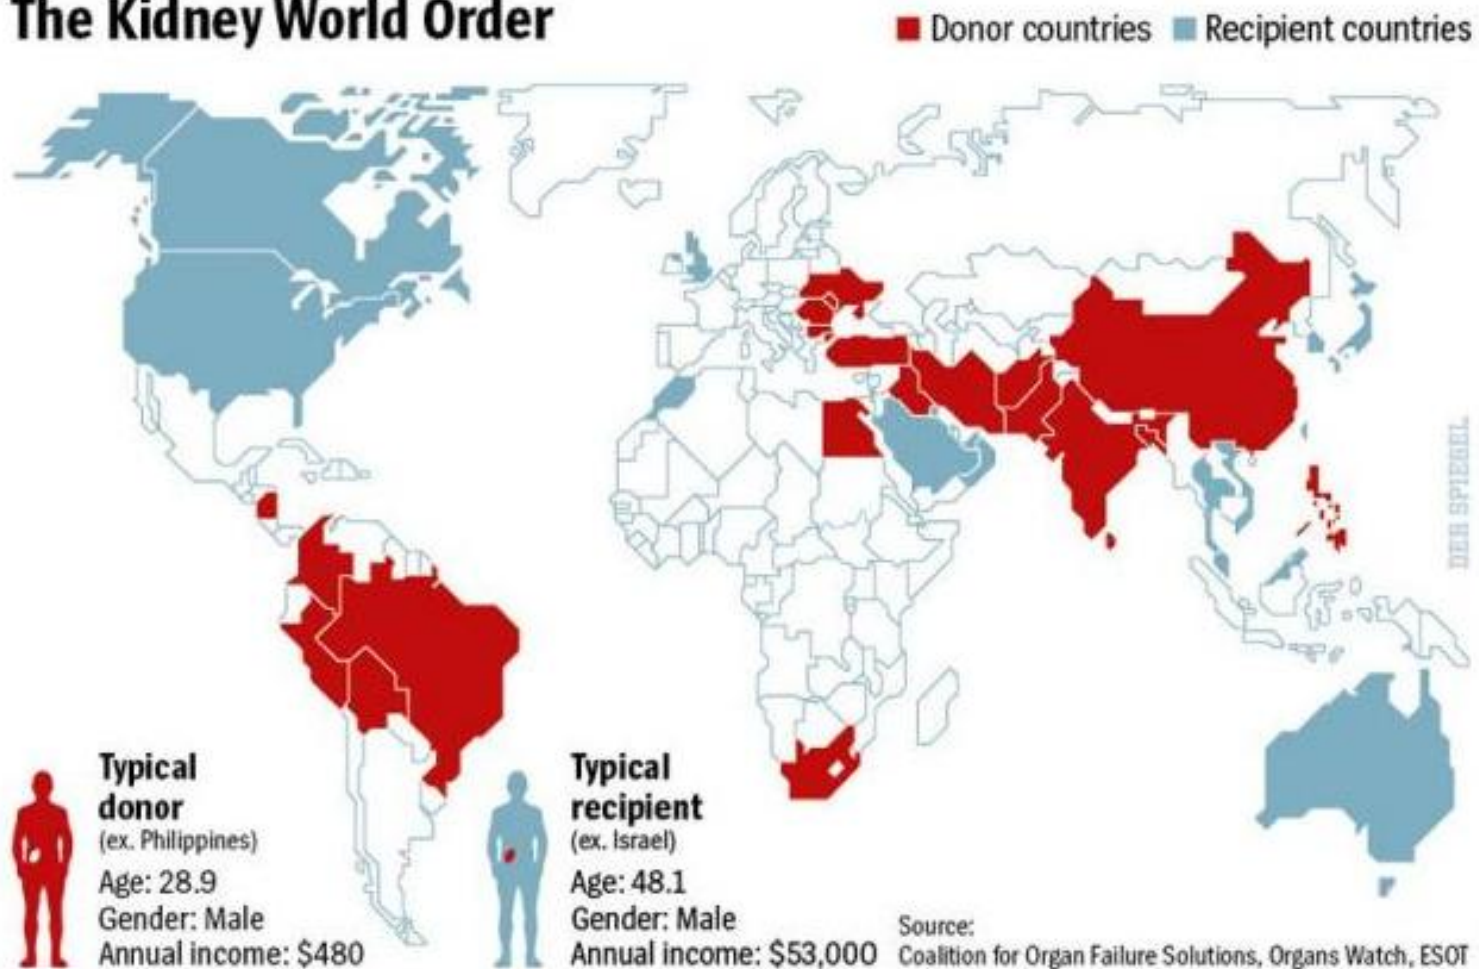 The Kidney World Order
Donor countries
Recipient countries
DER SPIEGEL
Typical
donor
(ex. Philippines)
Age: 28.9
Gender: Male
Annual income: $480
Typical
recipient
(ex. Israel)
Age: 48.1
Gender: Male
Annual income: $53,000
Source:
Coalition for Organ Failure Solutions, Organs Watch, ESOT